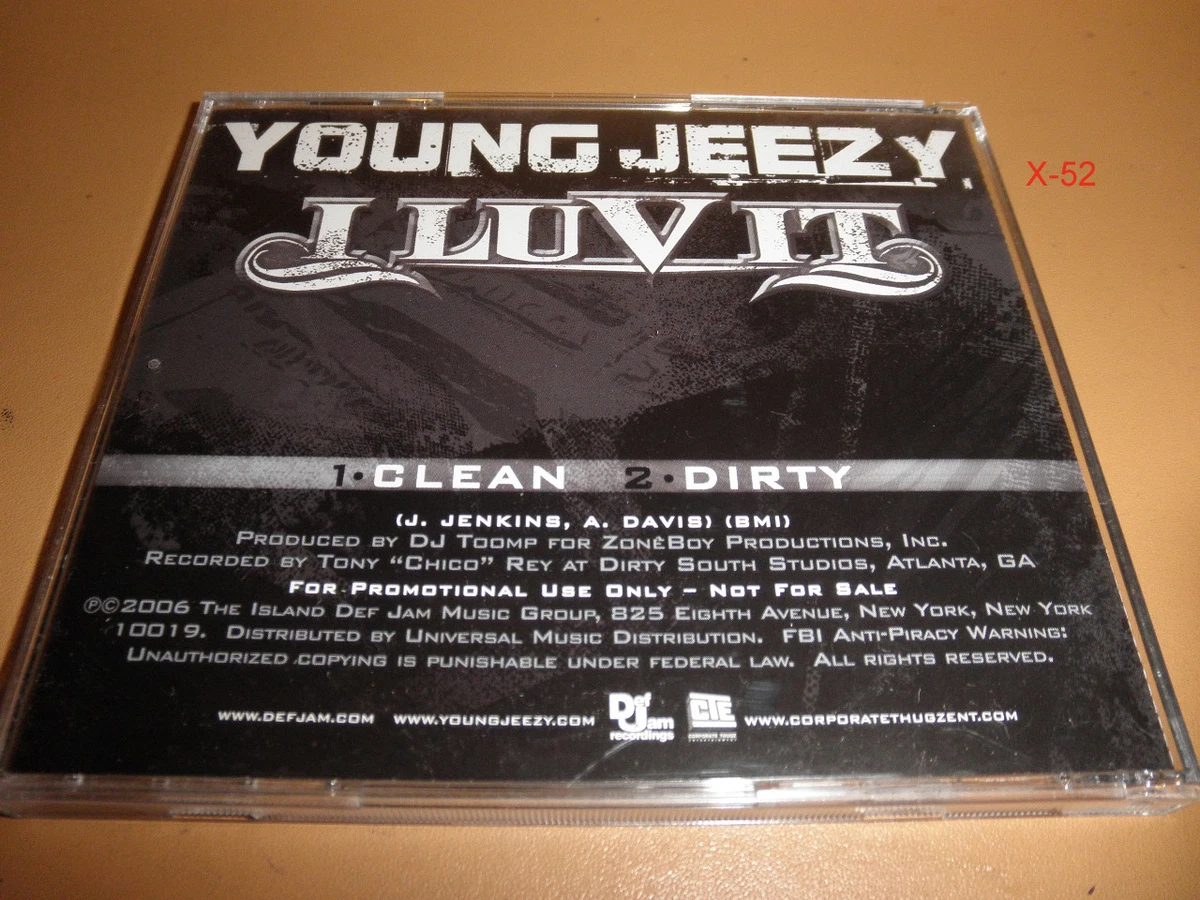 YOUNG JEEZY
X-52
I LUV IT
1 • CLEAN 2 • DIRTY
(J. JENKINS, A. DAVIS) (BMI)
PRODUCED BY DJ TOOMP FOR ZONEBOY PRODUCTIONS, INC.
RECORDED BY TONY “CHICO” REY AT DIRTY SOUTH STUDIOS, ATLANTA, GA
FOR PROMOTIONAL USE ONLY – NOT FOR SALE
℗©2006 THE ISLAND DEF JAM MUSIC GROUP, 825 EIGHTH AVENUE, NEW YORK, NEW YORK
10019. DISTRIBUTED BY UNIVERSAL MUSIC DISTRIBUTION. FBI ANTI-PIRACY WARNING:
UNAUTHORIZED COPYING IS PUNISHABLE UNDER FEDERAL LAW. ALL RIGHTS RESERVED.
WWW.DEFJAM.COM WWW.YOUNGJEEZY.COM Def Jam recordings CTE CORPORATE THUGZ ENTERTAINMENT WWW.CORPORATETHUGZENT.COM